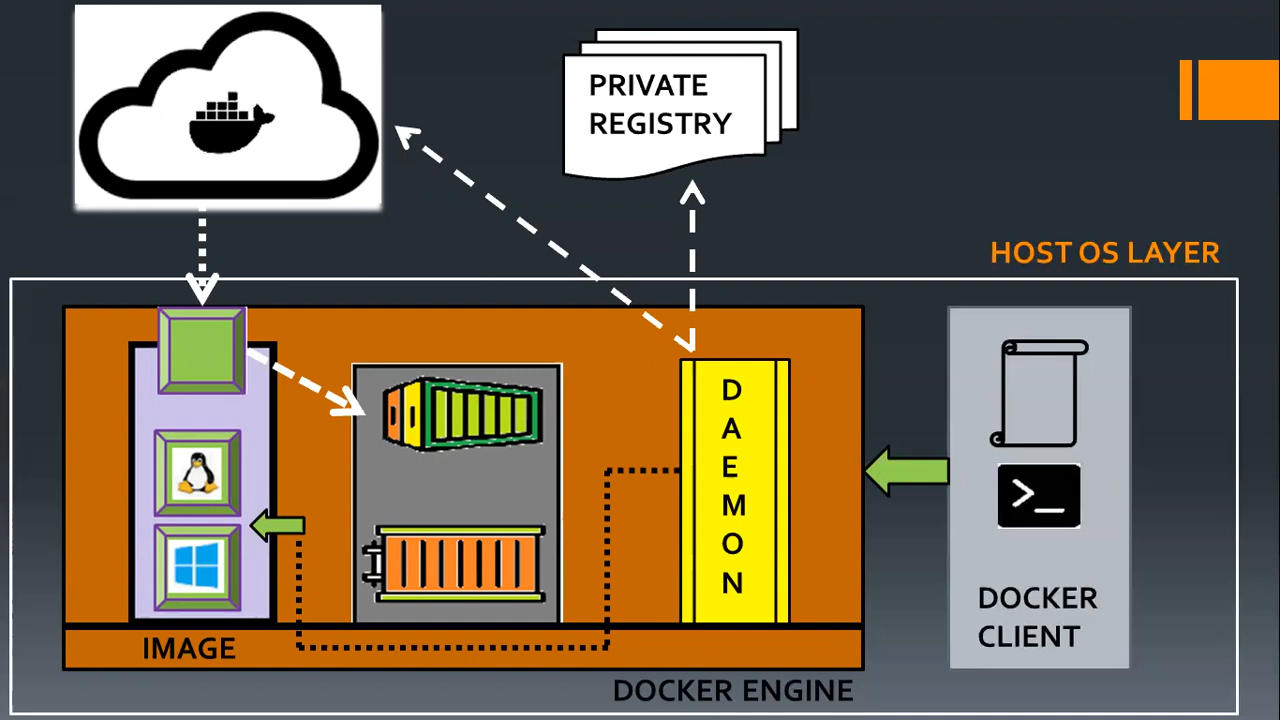 PRIVATE
REGISTRY
HOST OS LAYER
D
A
E
M
O
N
>_
DOCKER
CLIENT
IMAGE
DOCKER ENGINE